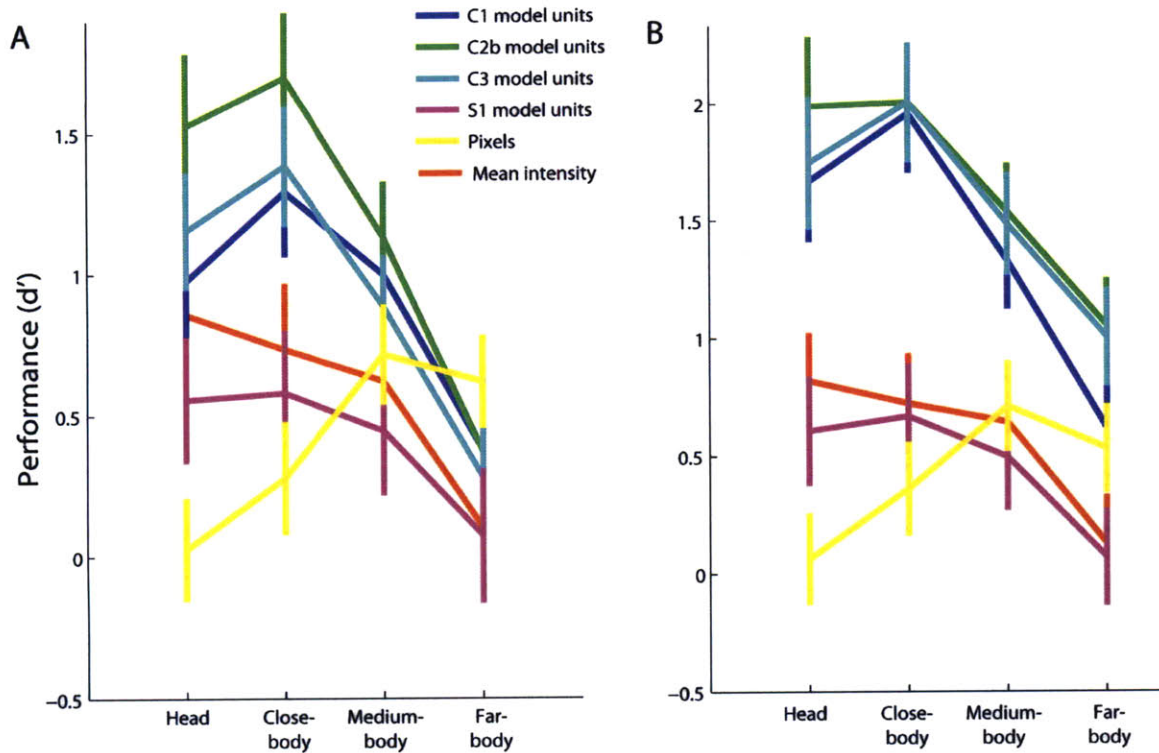 A
C1 model units
C2b model units
C3 model units
S1 model units
Pixels
Mean intensity
Performance (d')
1.5
1
0.5
0
−0.5
Head
Close-
body
Medium-
body
Far-
body
B
2
1.5
1
0.5
0
−0.5
Head
Close-
body
Medium-
body
Far-
body